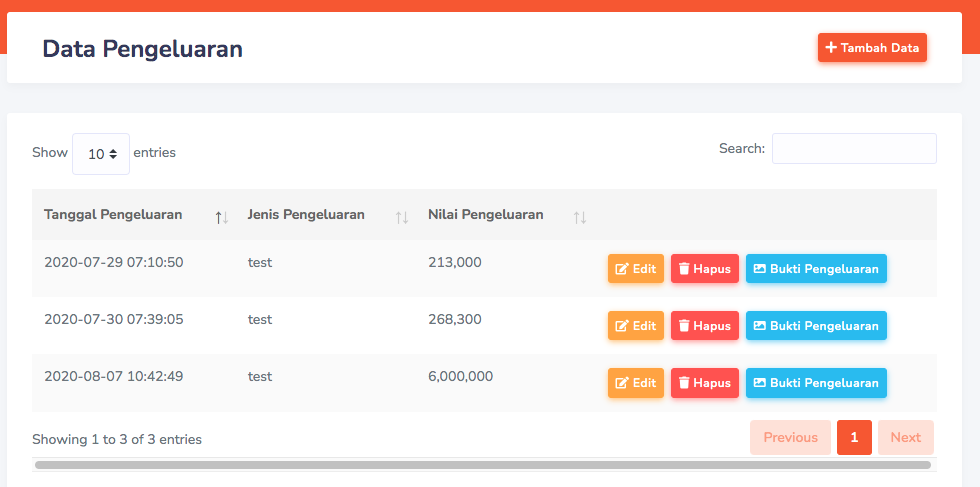 Data Pengeluaran
Tambah Data
Show 10 entries
Search:
Tanggal Pengeluaran Jenis Pengeluaran Nilai Pengeluaran
2020-07-29 07:10:50 test 213,000 Edit Hapus Bukti Pengeluaran
2020-07-30 07:39:05 test 268,300 Edit Hapus Bukti Pengeluaran
2020-08-07 10:42:49 test 6,000,000 Edit Hapus Bukti Pengeluaran
Showing 1 to 3 of 3 entries
Previous 1 Next